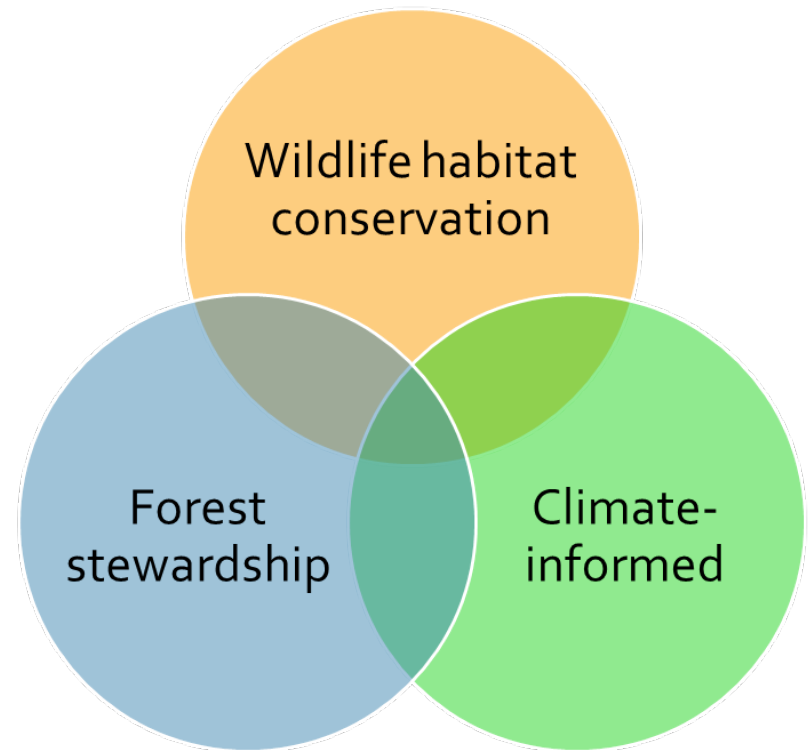 Wildlife habitat
conservation
Forest
stewardship
Climate-
informed